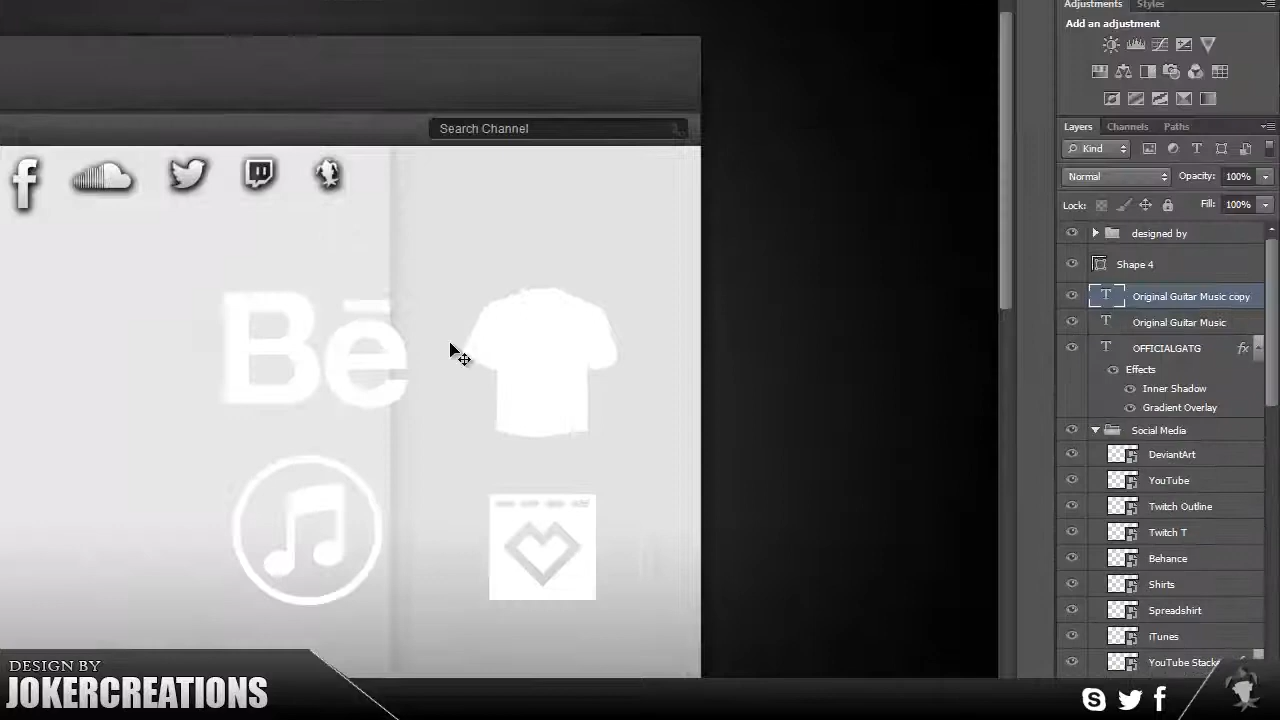 Adjustments Styles
Add an adjustment
Search Channel
Layers Channels Paths
Kind
Normal Opacity: 100%
Lock: Fill: 100%
designed by
Shape 4
Original Guitar Music copy
Original Guitar Music
OFFICIALGATG fx
Effects
Inner Shadow
Gradient Overlay
Social Media
DeviantArt
YouTube
Twitch Outline
Twitch T
Behance
Shirts
Spreadshirt
iTunes
YouTube Stack
Bē
DESIGN BY
JOKERCREATIONS